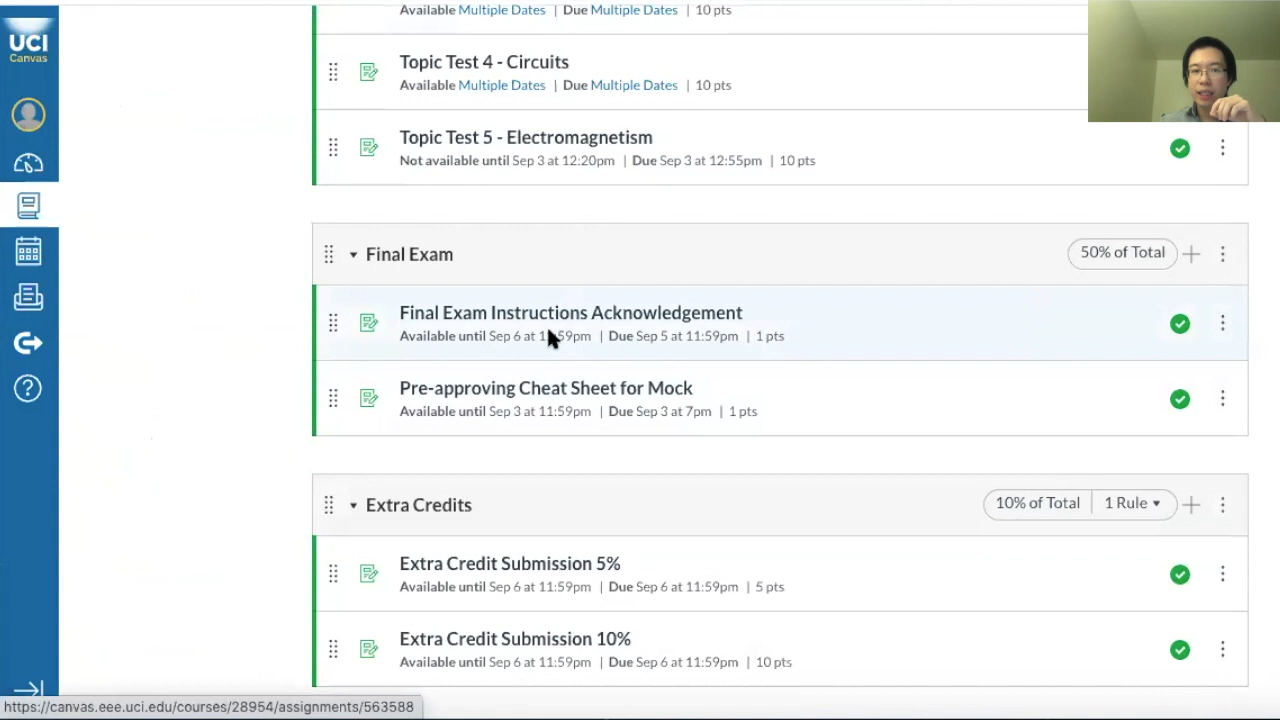 Available Multiple Dates | Due Multiple Dates | 10 pts
UCI
Canvas
Topic Test 4 - Circuits
Available Multiple Dates | Due Multiple Dates | 10 pts
Topic Test 5 - Electromagnetism
Not available until Sep 3 at 12:20pm | Due Sep 3 at 12:55pm | 10 pts
Final Exam
50% of Total
Final Exam Instructions Acknowledgement
Available until Sep 6 at 11:59pm | Due Sep 5 at 11:59pm | 1 pts
Pre-approving Cheat Sheet for Mock
Available until Sep 3 at 11:59pm | Due Sep 3 at 7pm | 1 pts
Extra Credits
10% of Total | 1 Rule
Extra Credit Submission 5%
Available until Sep 6 at 11:59pm | Due Sep 6 at 11:59pm | 5 pts
Extra Credit Submission 10%
Available until Sep 6 at 11:59pm | Due Sep 6 at 11:59pm | 10 pts
https://canvas.eee.uci.edu/courses/28954/assignments/563588